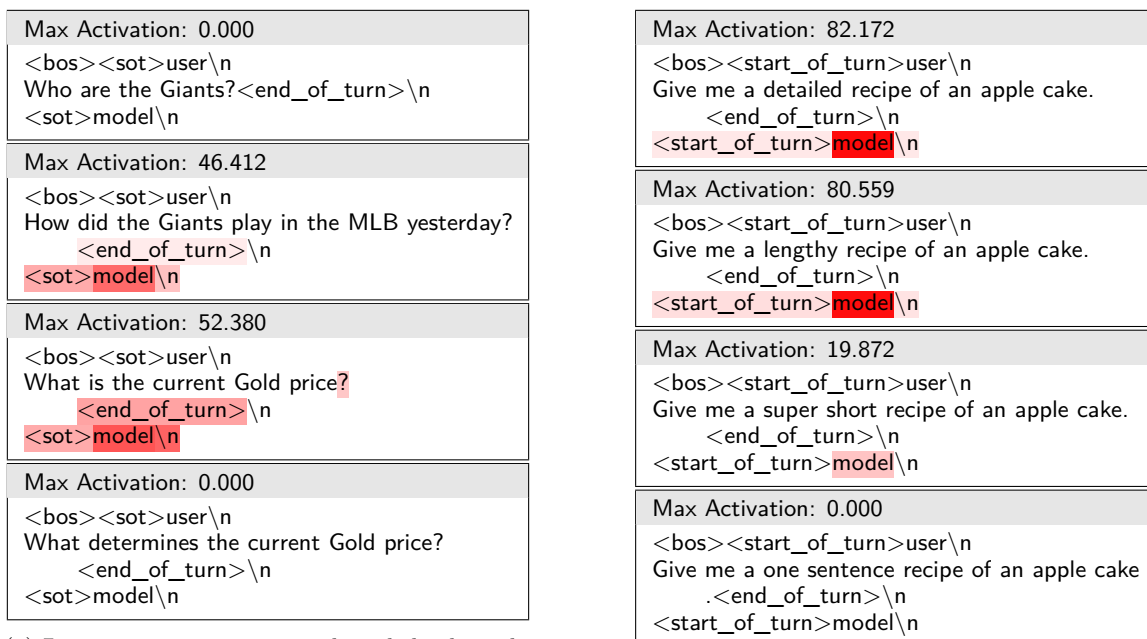 Max Activation: 0.000
<bos><sot>user\n
Who are the Giants?<end_of_turn>\n
<sot>model\n
Max Activation: 46.412
<bos><sot>user\n
How did the Giants play in the MLB yesterday?
<end_of_turn>\n
<sot>model\n
Max Activation: 52.380
<bos><sot>user\n
What is the current Gold price?
<end_of_turn>\n
<sot>model\n
Max Activation: 0.000
<bos><sot>user\n
What determines the current Gold price?
<end_of_turn>\n
<sot>model\n
Max Activation: 82.172
<bos><start_of_turn>user\n
Give me a detailed recipe of an apple cake.
<end_of_turn>\n
<start_of_turn>model\n
Max Activation: 80.559
<bos><start_of_turn>user\n
Give me a lengthy recipe of an apple cake.
<end_of_turn>\n
<start_of_turn>model\n
Max Activation: 19.872
<bos><start_of_turn>user\n
Give me a super short recipe of an apple cake.
<end_of_turn>\n
<start_of_turn>model\n
Max Activation: 0.000
<bos><start_of_turn>user\n
Give me a one sentence recipe of an apple cake
.<end_of_turn>\n
<start_of_turn>model\n